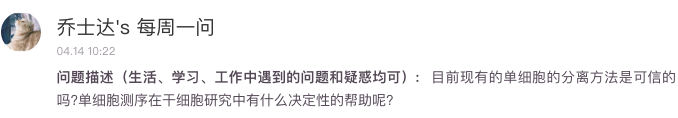 乔士达's 每周一问
04.14 10:22
问题描述（生活、学习、工作中遇到的问题和疑惑均可）： 目前现有的单细胞的分离方法是可信的
吗?单细胞测序在干细胞研究中有什么决定性的帮助呢?